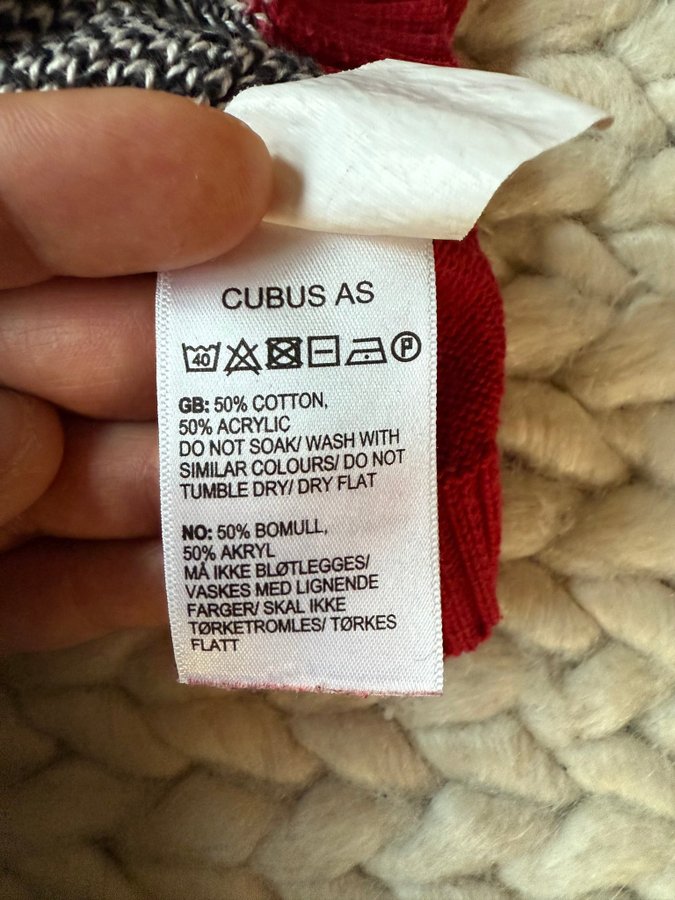 CUBUS AS
40 P
GB: 50% COTTON,
50% ACRYLIC
DO NOT SOAK/ WASH WITH
SIMILAR COLOURS/ DO NOT
TUMBLE DRY/ DRY FLAT
NO: 50% BOMULL,
50% AKRYL
MÅ IKKE BLØTLEGGES/
VASKES MED LIGNENDE
FARGER/ SKAL IKKE
TØRKETROMLES/ TØRKES
FLATT